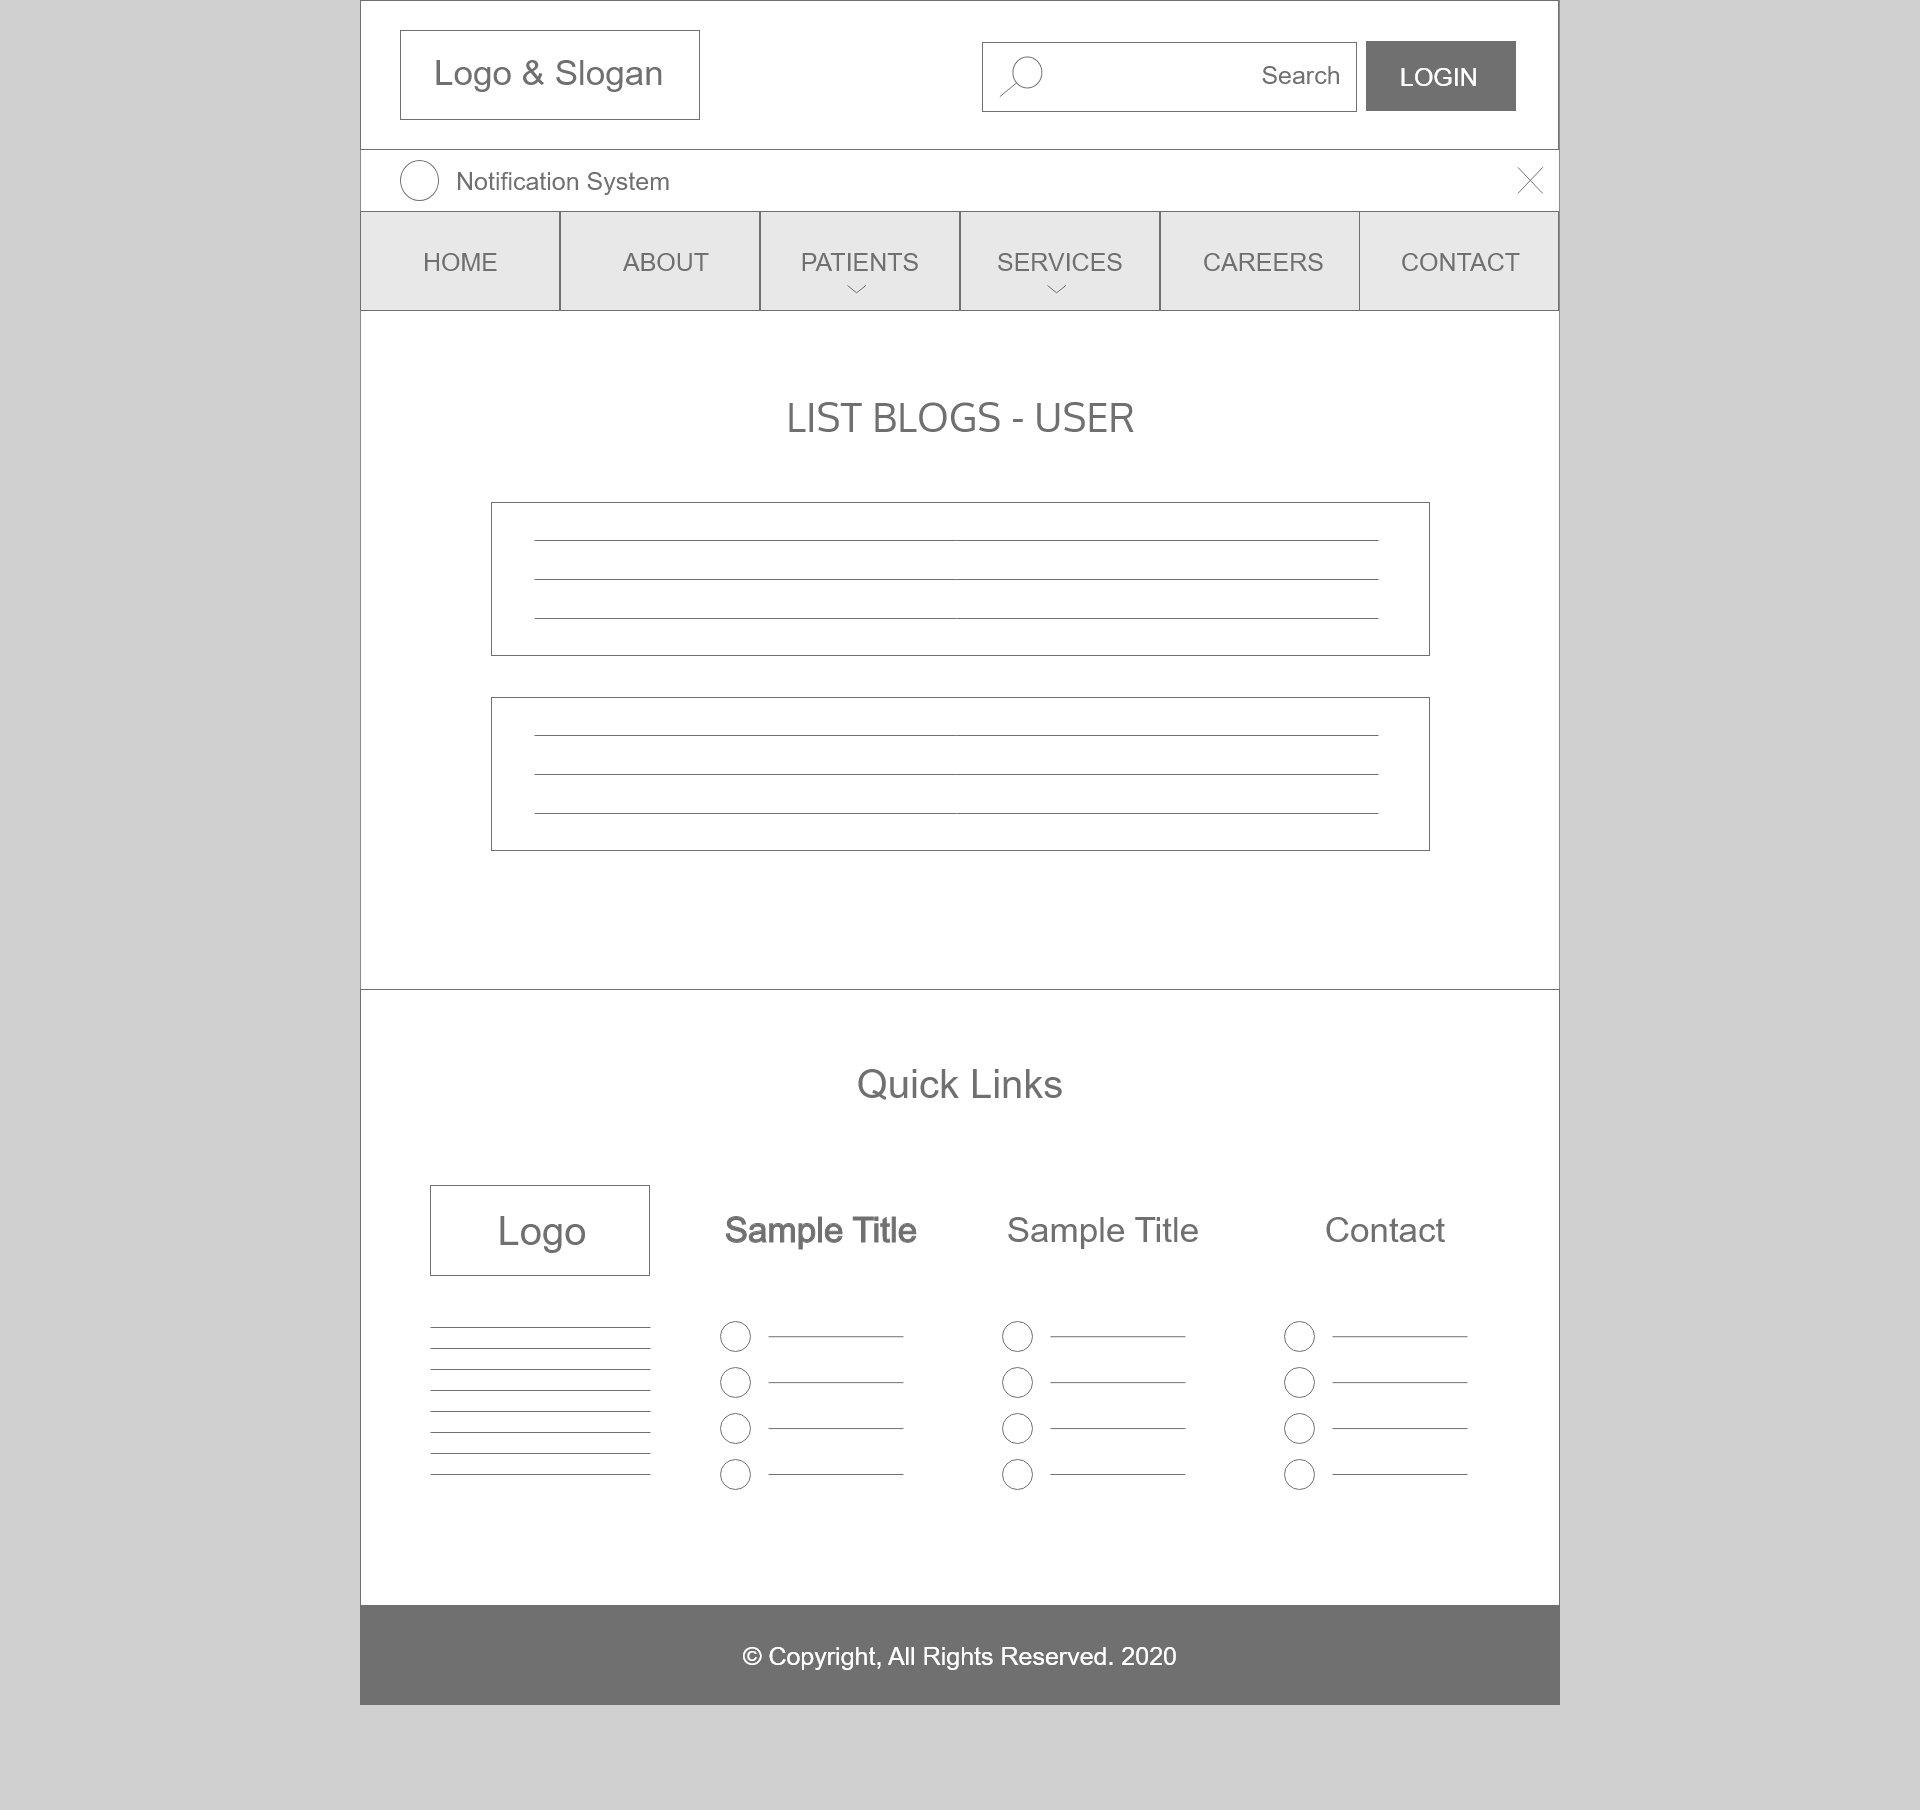 Logo & Slogan
Search
LOGIN
Notification System
HOME
ABOUT
PATIENTS
SERVICES
CAREERS
CONTACT
LIST BLOGS - USER
Quick Links
Logo
Sample Title
Sample Title
Contact
© Copyright, All Rights Reserved. 2020